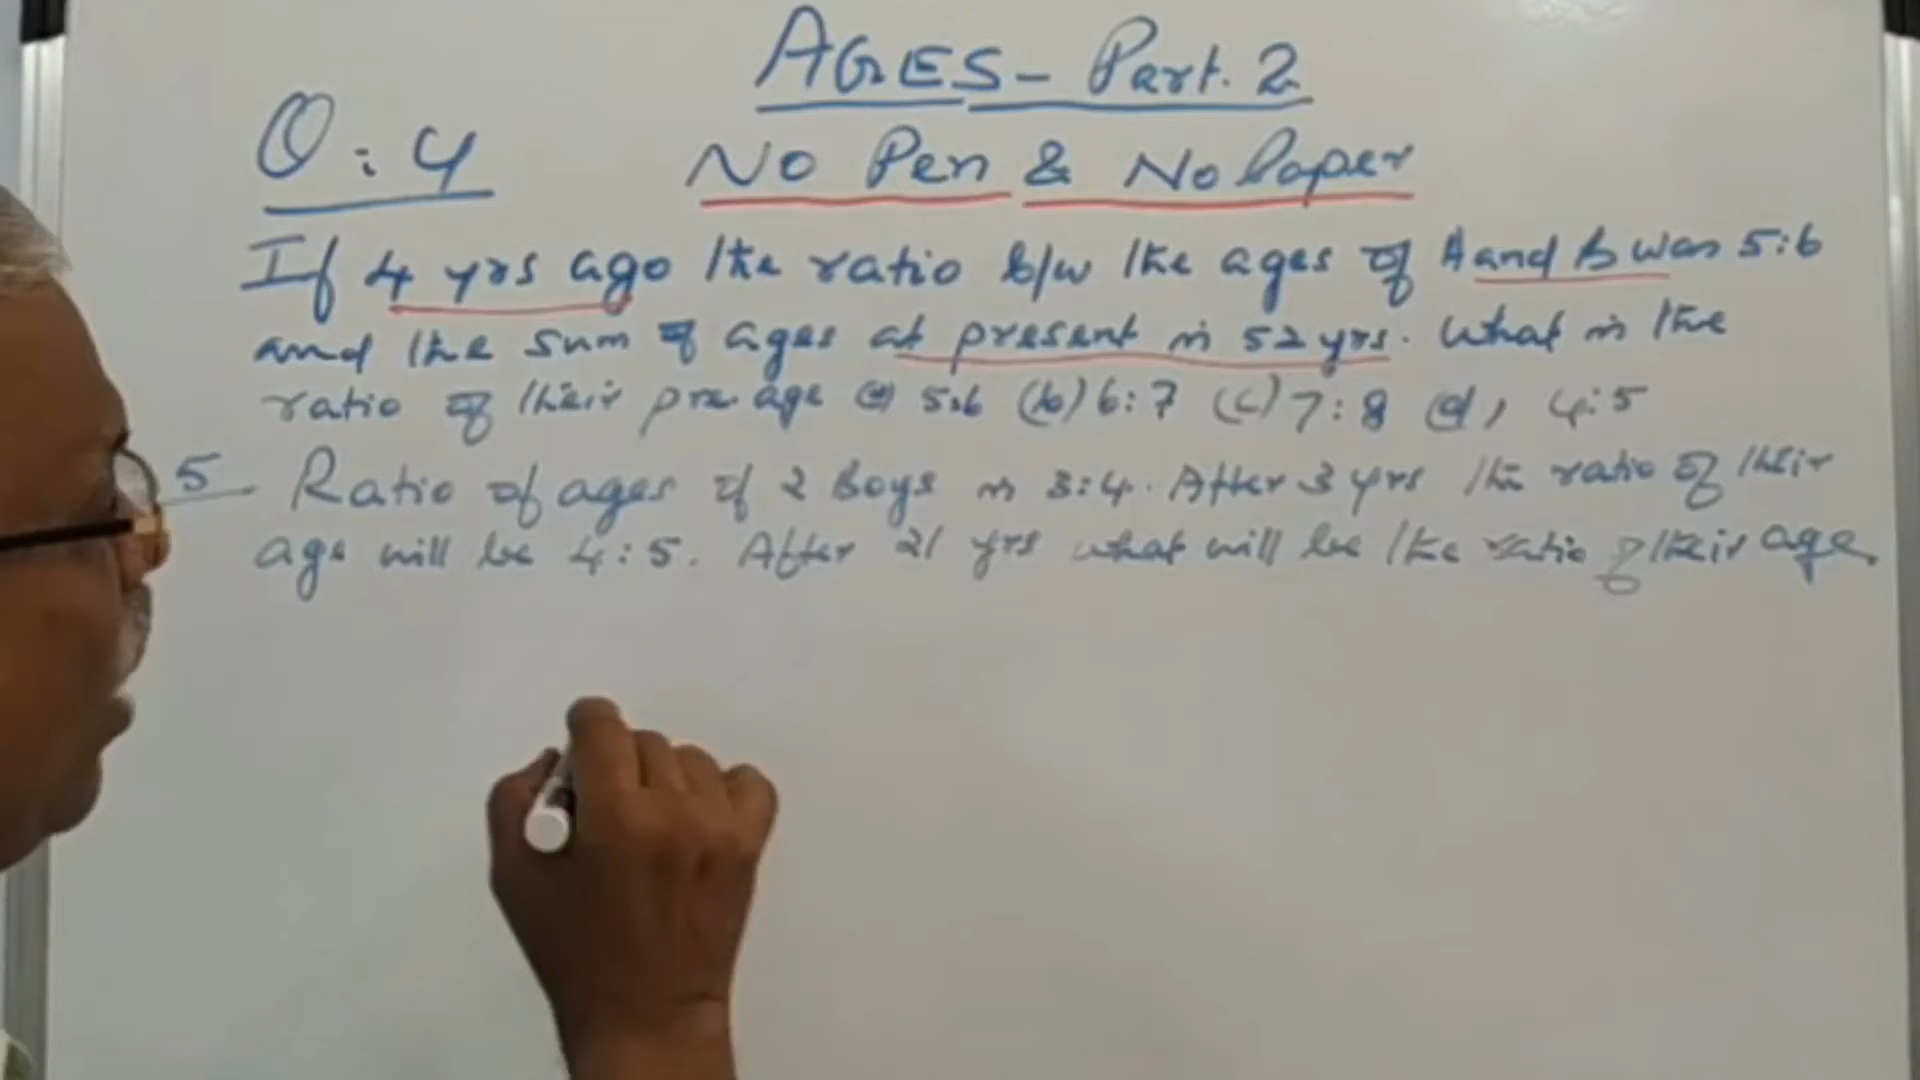 AGES - Part. 2
Q : 4 No Pen & No Paper
If 4 yrs ago the ratio b/w the ages of A and B was 5:6
and the sum of ages at present is 52 yrs. What is the
ratio of their pre. age (a) 5:6 (b) 6:7 (c) 7:8 (d) 4:5
5 Ratio of ages of 2 Boys is 3:4. After 3 yrs the ratio of their
age will be 4:5. After 21 yrs what will be the ratio of their age.